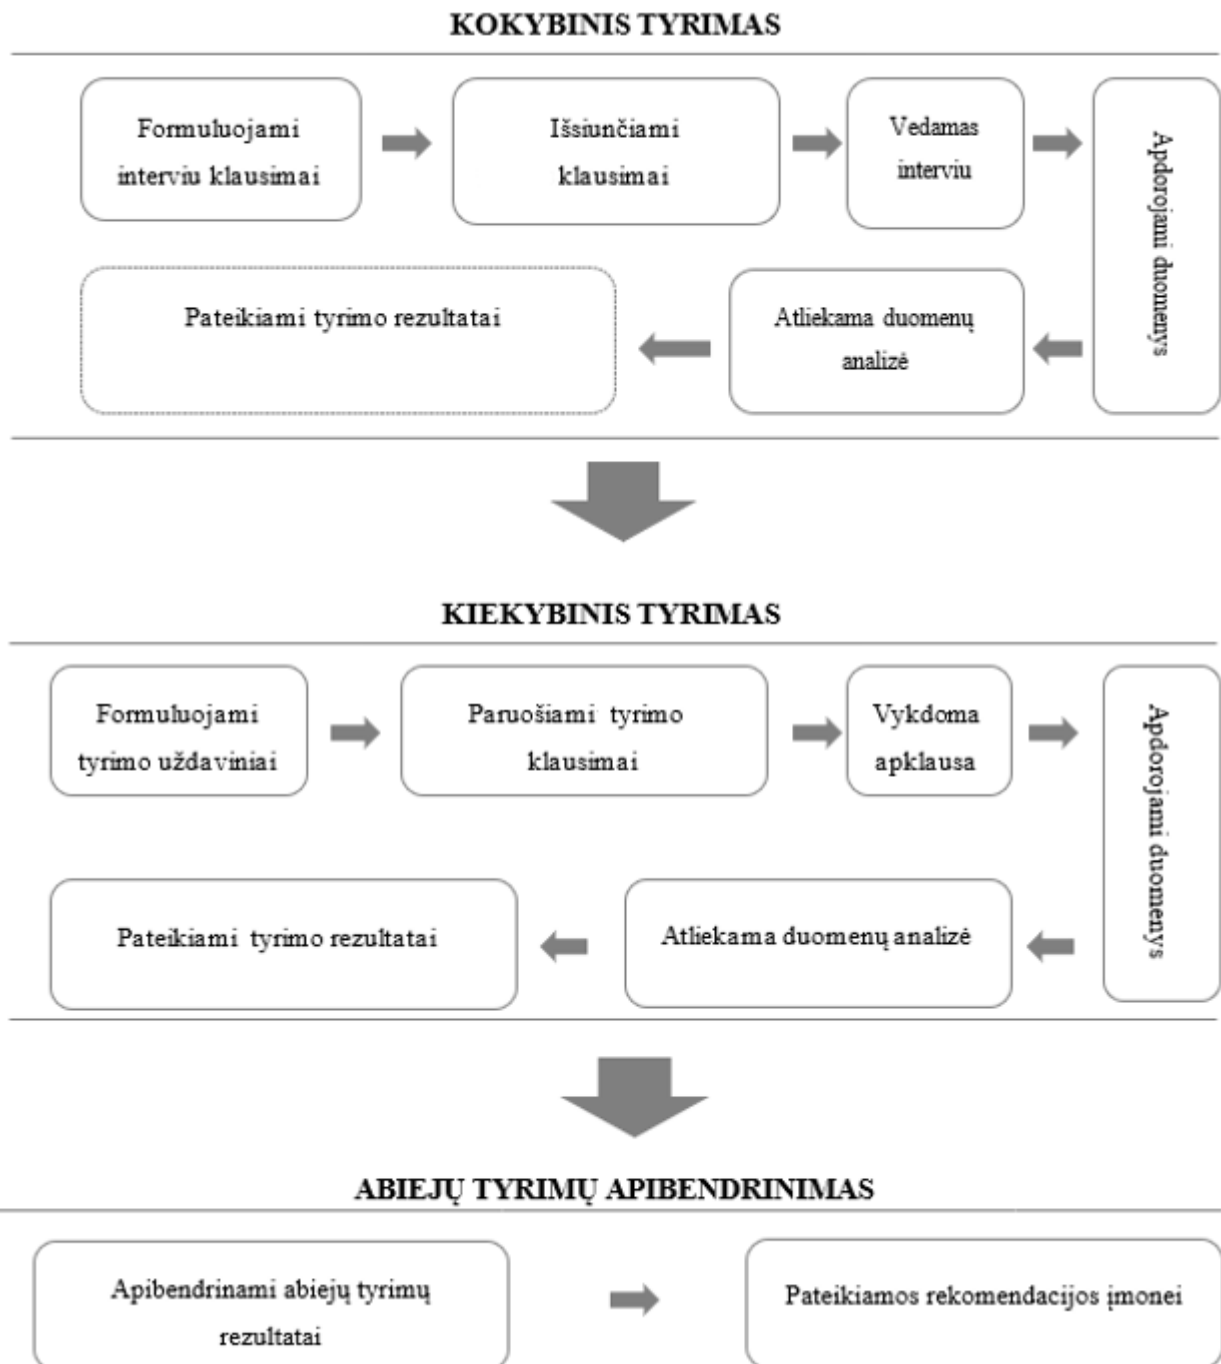 KOKYBINIS TYRIMAS
Formuluojami
interviu klausimai
Išsiunčiami
klausimai
Vedamas
interviu
Apdorojami duomenys
Pateikiami tyrimo rezultatai
Atliekama duomenų
analizė
KIEKYBINIS TYRIMAS
Formuluojami
tyrimo uždaviniai
Paruošiami tyrimo
klausimai
Vykdoma
apklausa
Apdorojami duomenys
Pateikiami tyrimo rezultatai
Atliekama duomenų analizė
ABIEJŲ TYRIMŲ APIBENDRINIMAS
Apibendrinami abiejų tyrimų
rezultatai
Pateikiamos rekomendacijos įmonei